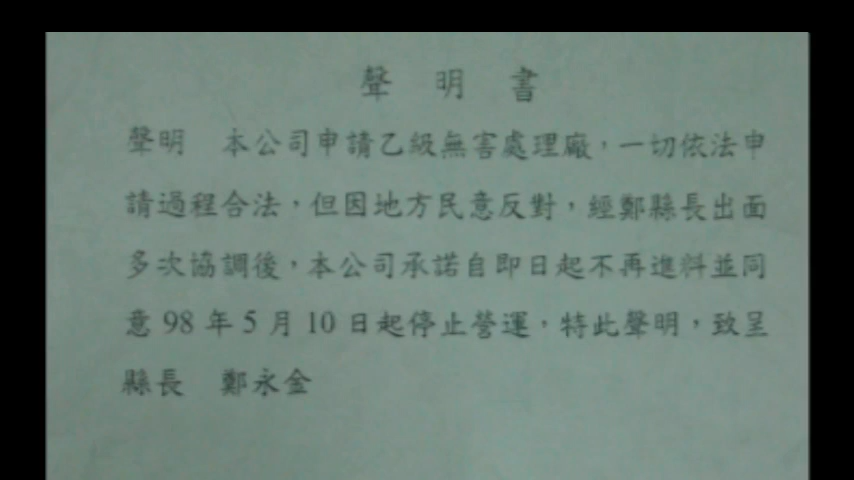 聲 明 書
聲明 本公司申請乙級無害處理廠，一切依法申
請過程合法，但因地方民意反對，經鄭縣長出面
多次協調後，本公司承諾自即日起不再進料並同
意 98 年 5 月 10 日起停止營運，特此聲明，致呈
縣長 鄭永金